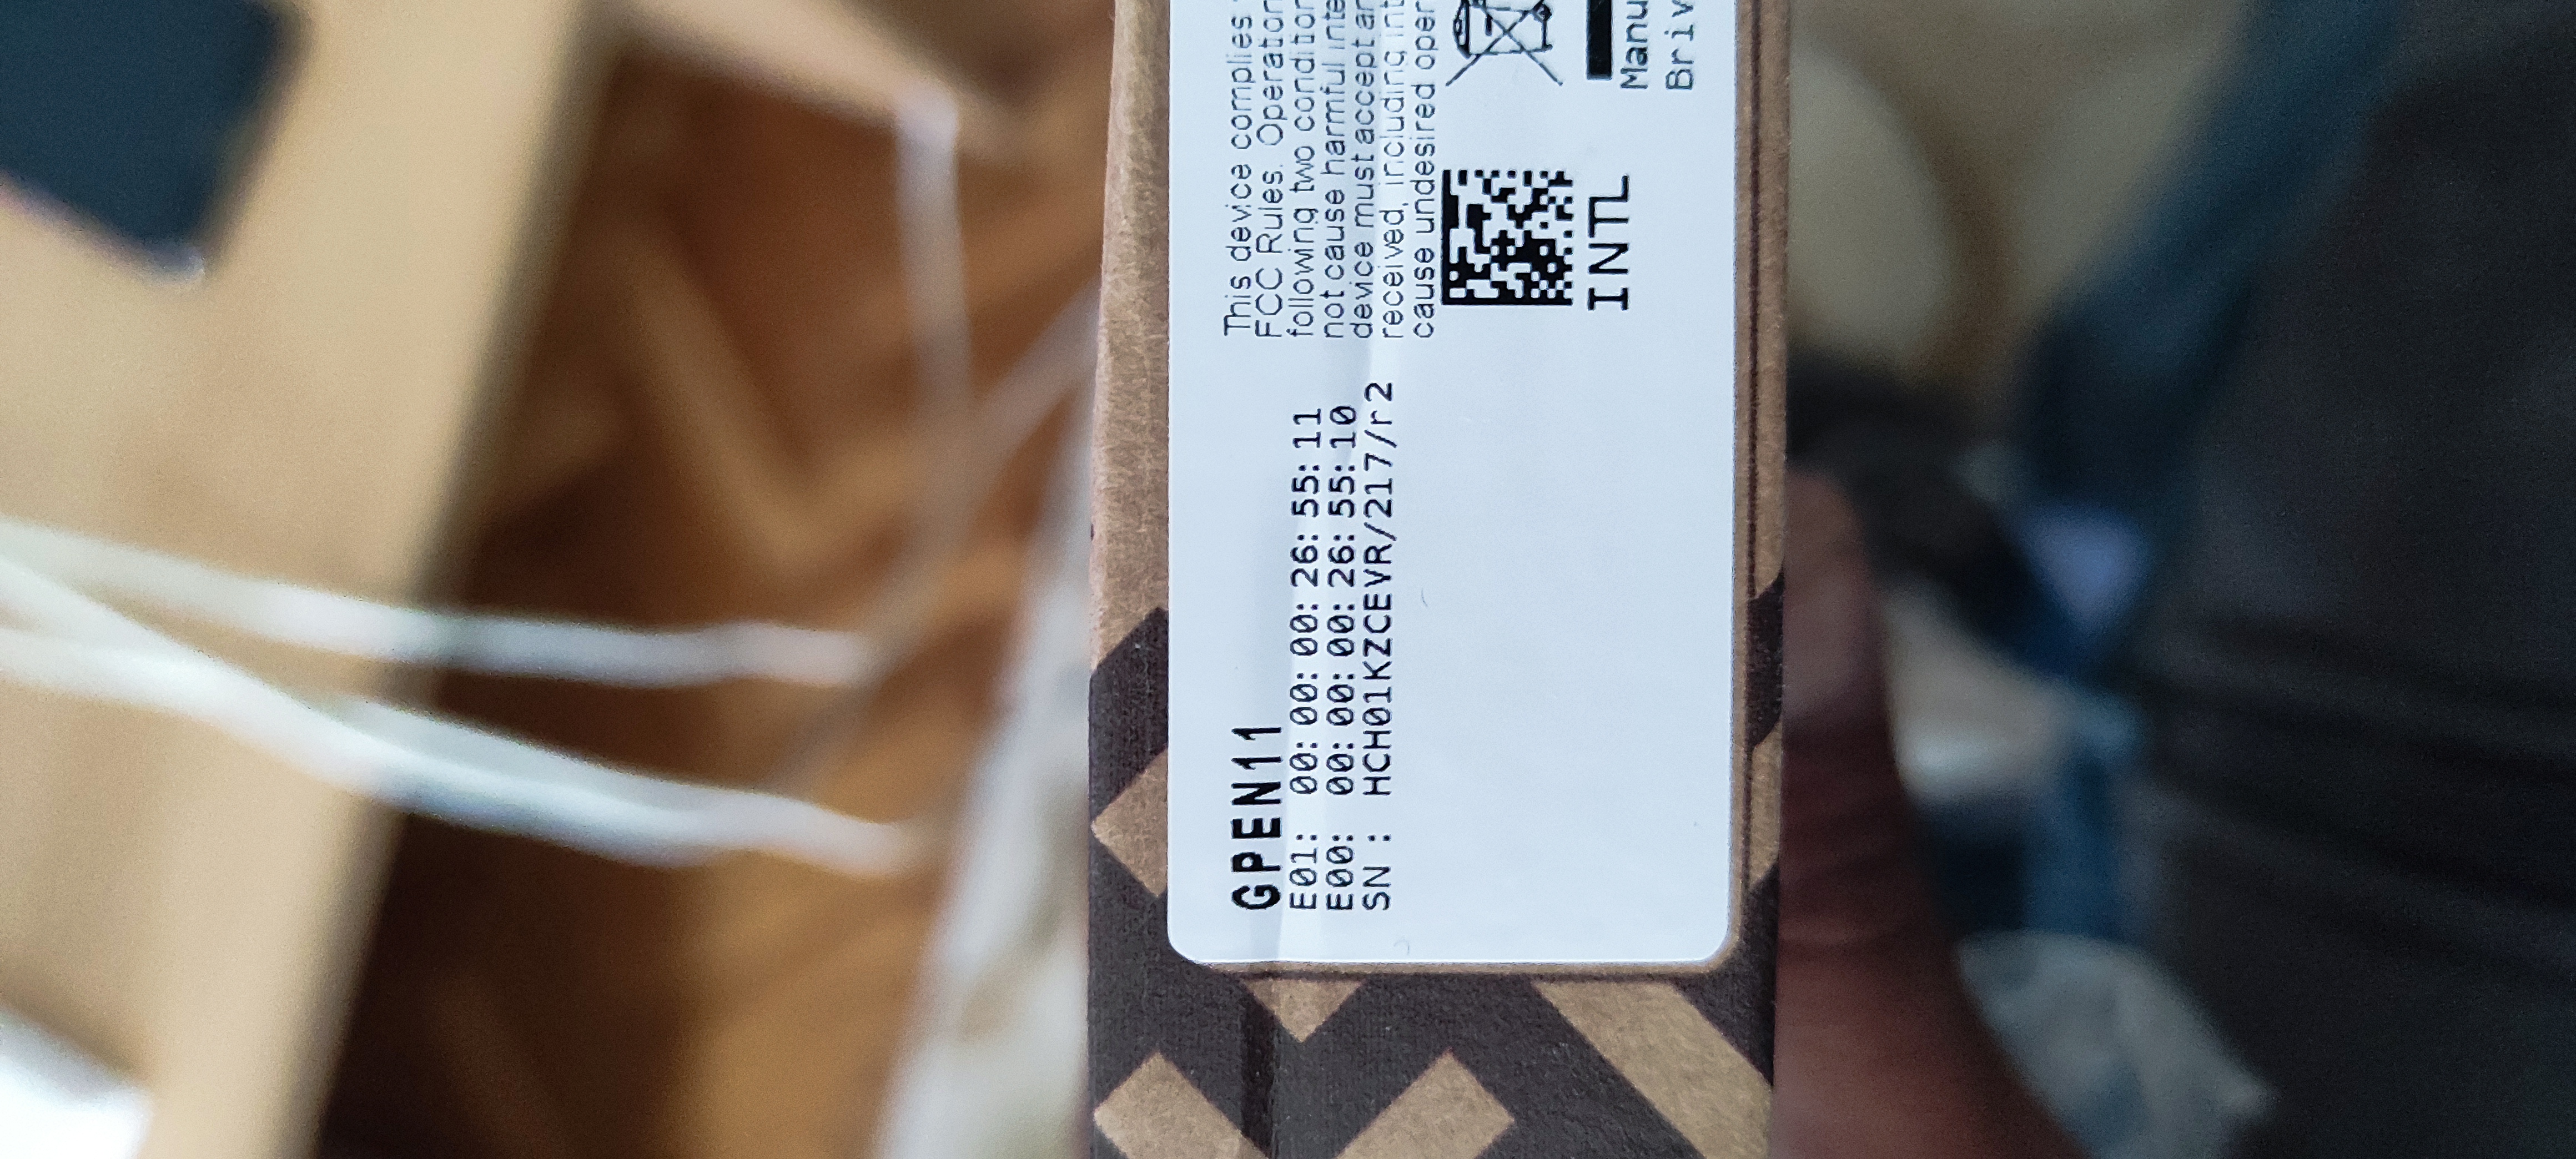 GPEN11
E01: 00:00:00:26:55:11
E00: 00:00:00:26:55:10
SN : HCH01KZCEVR/217/r2
This device complies
FCC Rules. Operation
following two condition
not cause harmful inte
device must accept an
received, including int
cause undesired oper
INTL
Manu
Briv